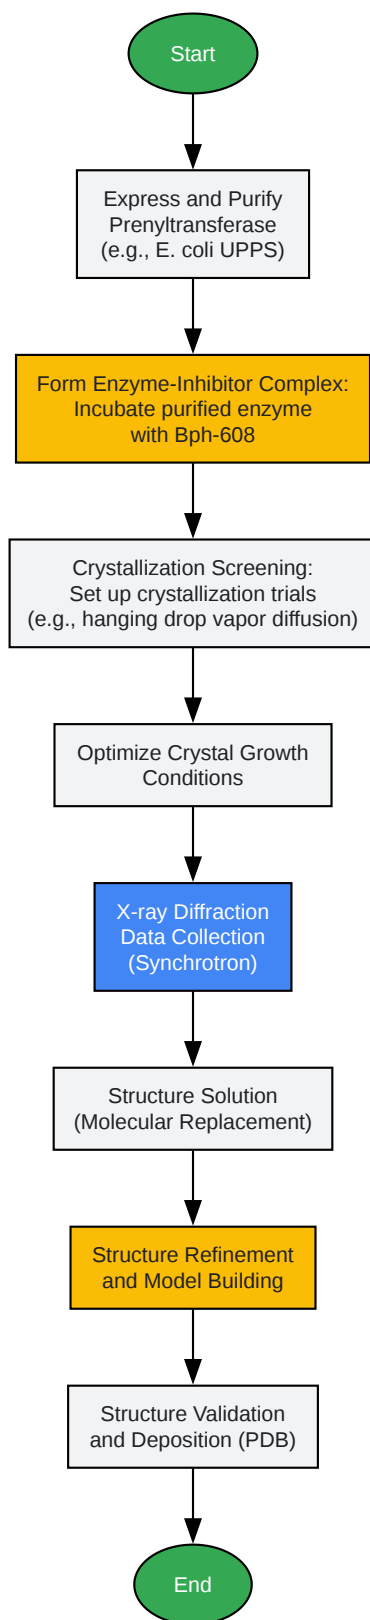 Start
Express and Purify
Prenyltransferase
(e.g., E. coli UPPS)
Form Enzyme-Inhibitor Complex:
Incubate purified enzyme
with Bph-608
Crystallization Screening:
Set up crystallization trials
(e.g., hanging drop vapor diffusion)
Optimize Crystal Growth
Conditions
X-ray Diffraction
Data Collection
(Synchrotron)
Structure Solution
(Molecular Replacement)
Structure Refinement
and Model Building
Structure Validation
and Deposition (PDB)
End